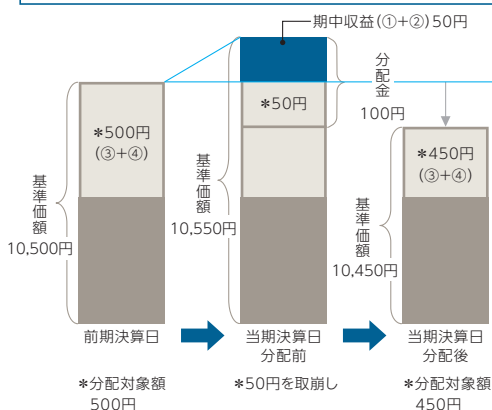 期中収益(①+②)50円
分配金
100円
*500円
(③+④)
*50円
*450円
(③+④)
基準価額
10,500円
基準価額
10,550円
基準価額
10,450円
前期決算日
当期決算日
分配前
当期決算日
分配後
*分配対象額
500円
*50円を取崩し
*分配対象額
450円